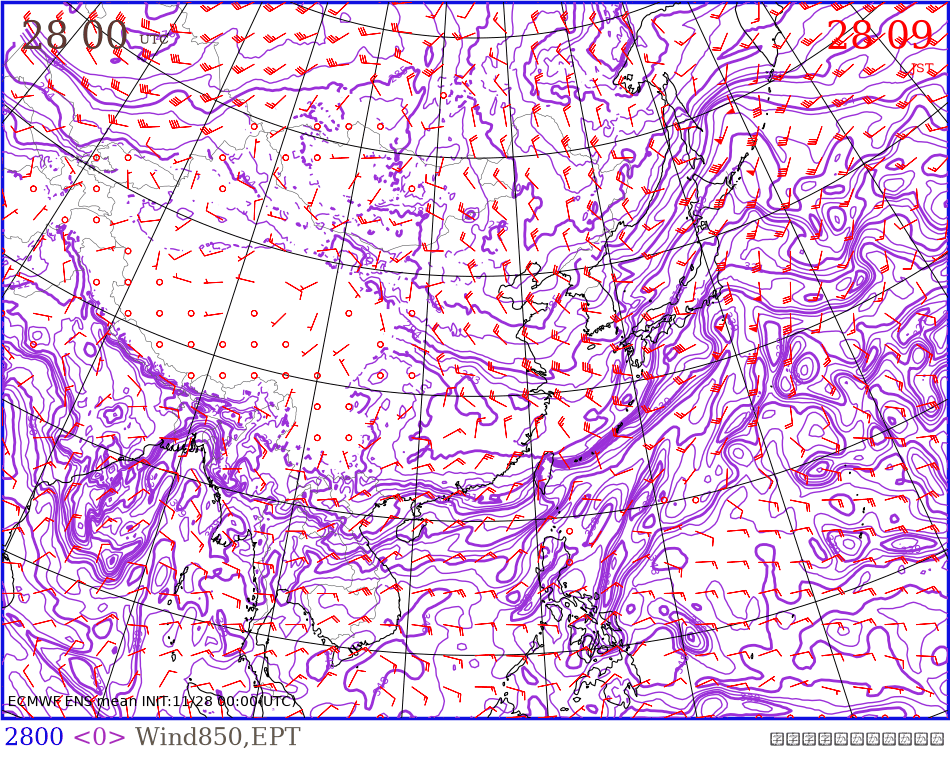 28 00 UTC
28 09
JST
ECMWF ENS mean INIT:11/28 00:00(UTC)
2800 <0> Wind850,EPT